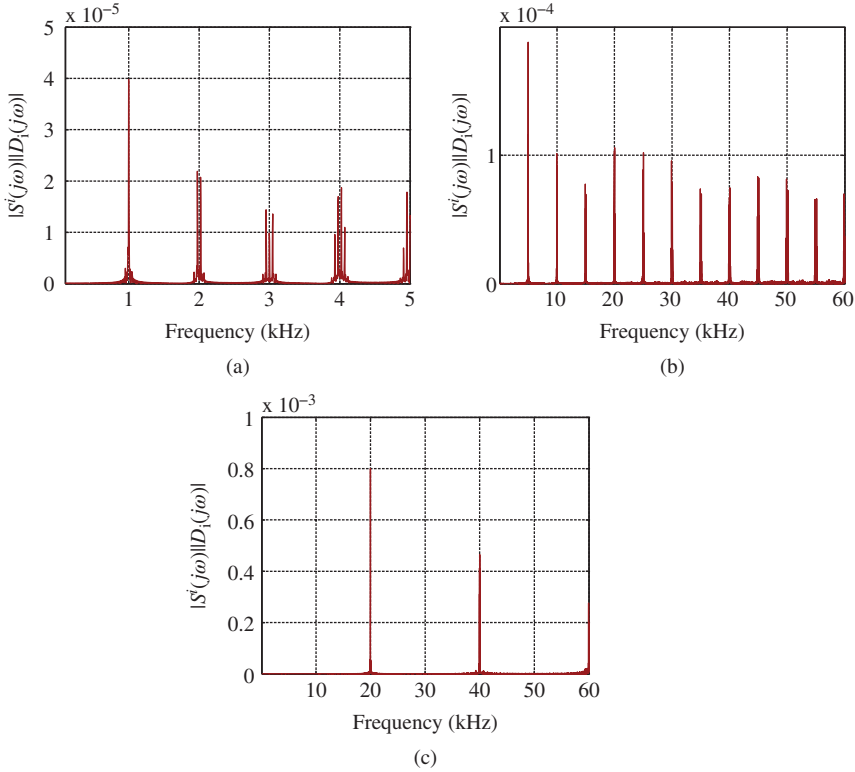 x 10⁻⁵
5
4
3
2
1
0
|Sⁱ(jω)||Dᵢ(jω)|
1 2 3 4 5
Frequency (kHz)
(a)
x 10⁻⁴
1
0
|Sⁱ(jω)||Dᵢ(jω)|
10 20 30 40 50 60
Frequency (kHz)
(b)
x 10⁻³
1
0.8
0.6
0.4
0.2
0
|Sⁱ(jω)||Dᵢ(jω)|
10 20 30 40 50 60
Frequency (kHz)
(c)